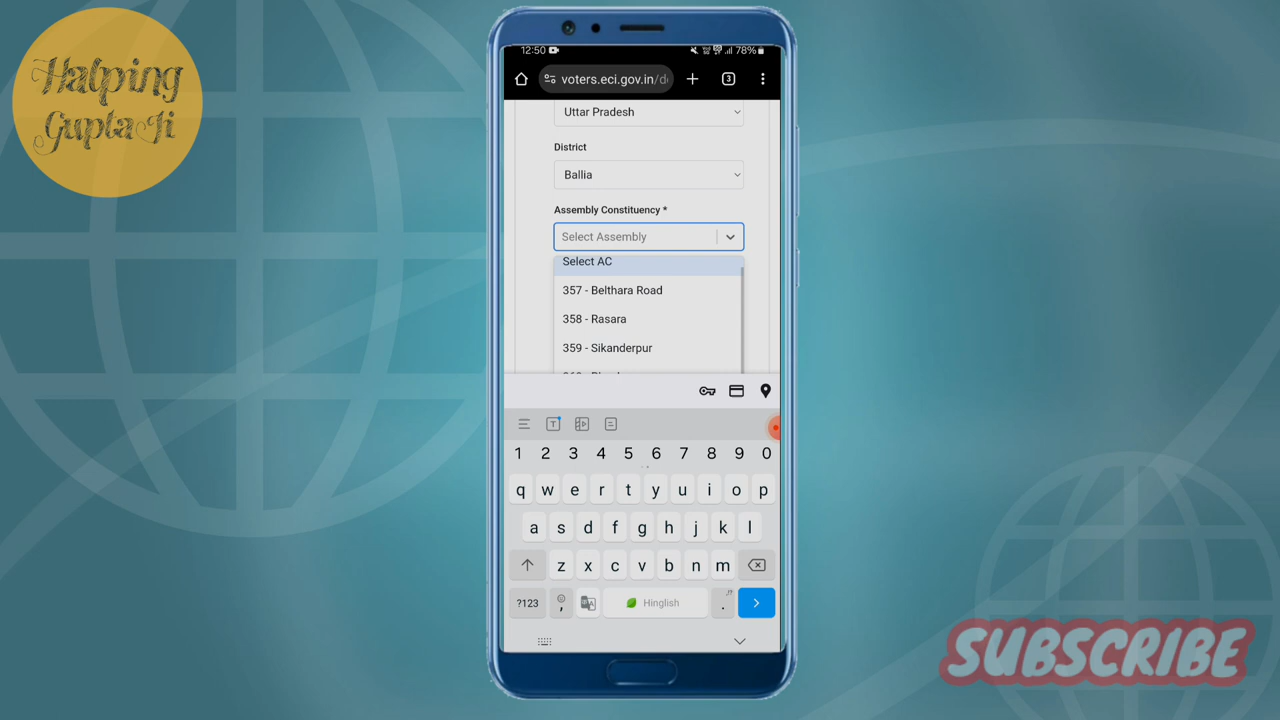 Halping
Gupta Ji
12:50
78%
voters.eci.gov.in/d
3
Uttar Pradesh
District
Ballia
Assembly Constituency *
Select Assembly
Select AC
357 - Belthara Road
358 - Rasara
359 - Sikanderpur
1 2 3 4 5 6 7 8 9 0
q w e r t y u i o p
a s d f g h j k l
z x c v b n m
?123 , Hinglish .
SUBSCRIBE